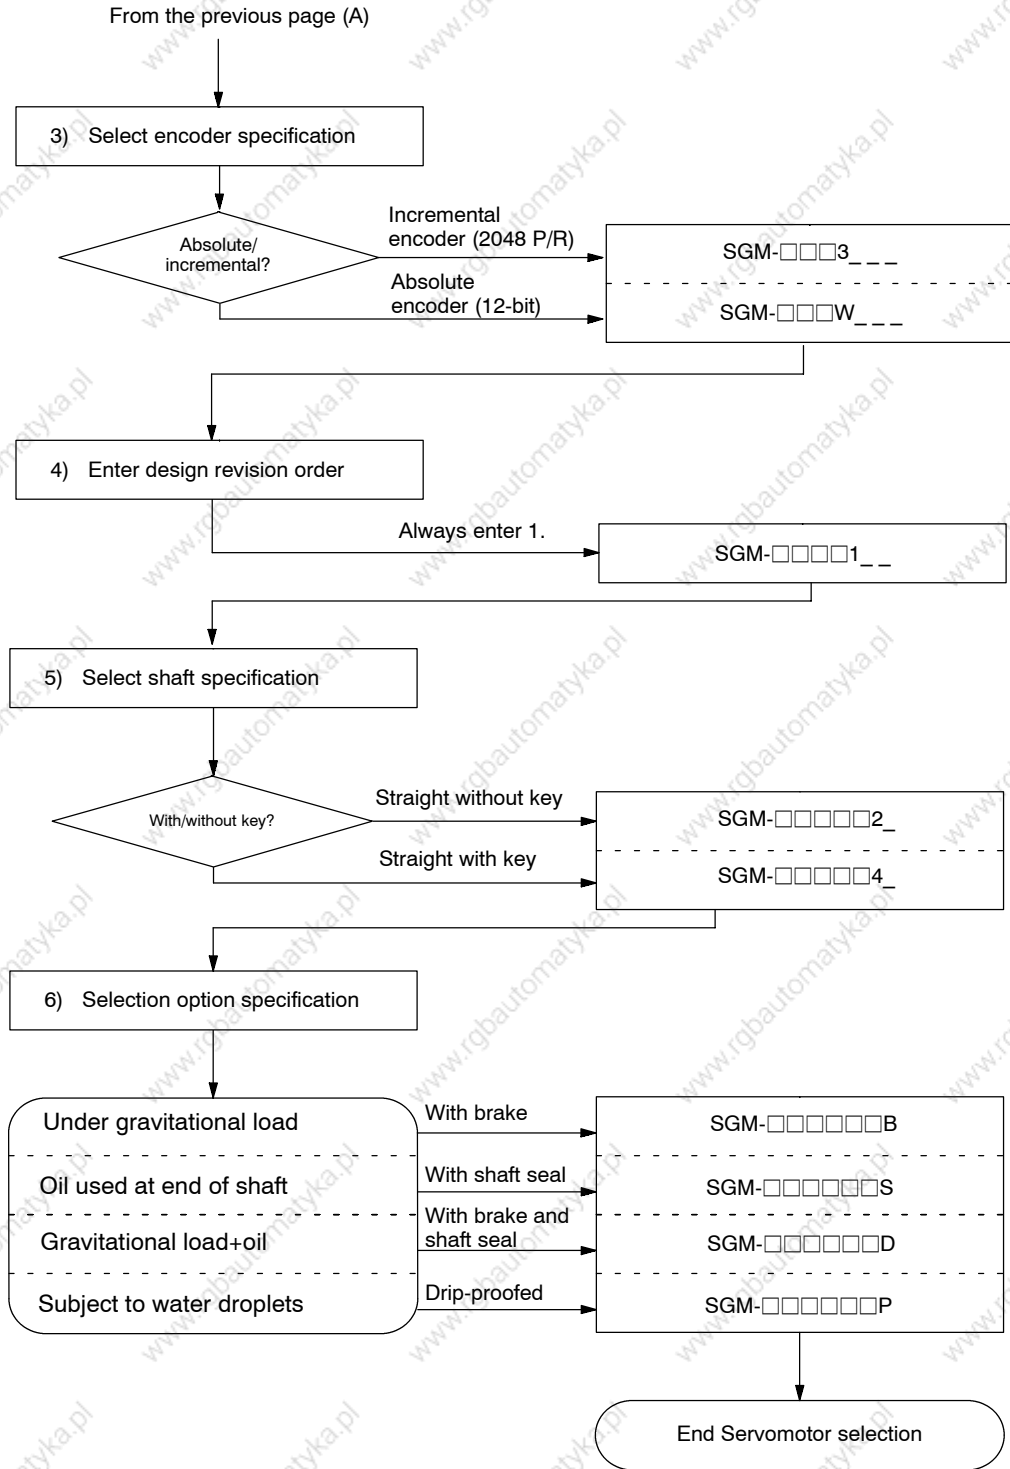 From the previous page (A)
3) Select encoder specification
Absolute/
incremental?
Incremental
encoder (2048 P/R)
Absolute
encoder (12-bit)
SGM-□□□3_ _ _
SGM-□□□W_ _ _
4) Enter design revision order
Always enter 1.
SGM-□□□□1_ _
5) Select shaft specification
With/without key?
Straight without key
Straight with key
SGM-□□□□□2_
SGM-□□□□□4_
6) Selection option specification
Under gravitational load
With brake
SGM-□□□□□□B
Oil used at end of shaft
With shaft seal
SGM-□□□□□□S
Gravitational load+oil
With brake and
shaft seal
SGM-□□□□□□D
Subject to water droplets
Drip-proofed
SGM-□□□□□□P
End Servomotor selection
www.rgbautomatyka.pl